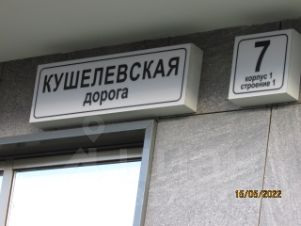 КУШЕЛЕВСКАЯ
дорога
7
корпус 1
строение 1
15/05/2022